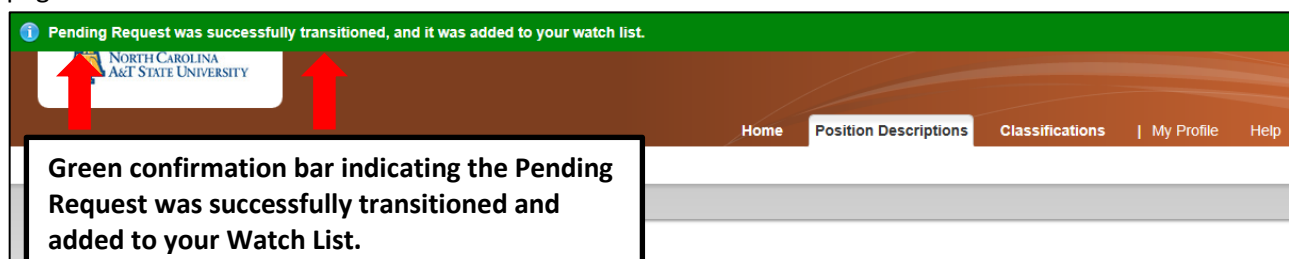 Pending Request was successfully transitioned, and it was added to your watch list.
NORTH CAROLINA
A&T STATE UNIVERSITY
Home Position Descriptions Classifications | My Profile Help
Green confirmation bar indicating the Pending
Request was successfully transitioned and
added to your Watch List.